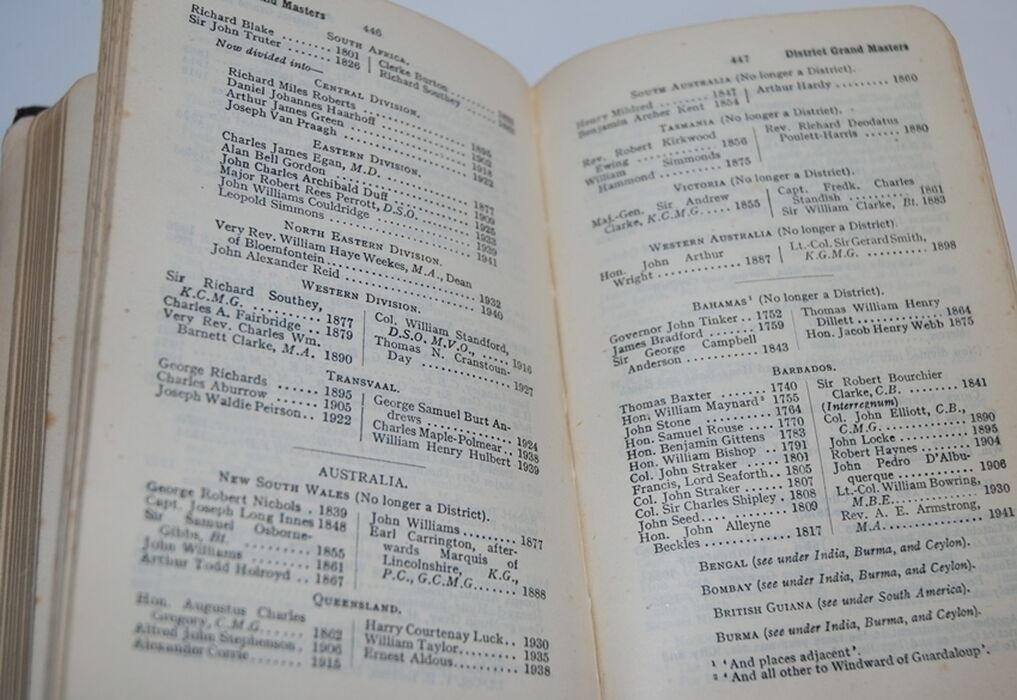 nd Masters
446
SOUTH AFRICA.
Richard Blake ........ 1801
Sir John Truter ....... 1826
Clerke Burton
Richard Southey
Now divided into—
CENTRAL DIVISION.
Richard Miles Roberts 1895
Daniel Johannes Haarhoff 1902
Arthur James Green 1918
Joseph Van Praagh 1922
EASTERN DIVISION.
Charles James Egan, M.D. 1877
Alan Bell Gordon 1909
John Charles Archibald Duff 1925
Major Robert Rees Perrott, D.S.O. 1933
John Williams Couldridge 1939
Leopold Simmons 1941
NORTH EASTERN DIVISION.
Very Rev. William Haye Weekes, M.A., Dean
of Bloemfontein 1932
John Alexander Reid 1940
WESTERN DIVISION.
Sir Richard Southey,
K.C.M.G. ........ 1877
Charles A. Fairbridge .. 1879
Very Rev. Charles Wm.
Barnett Clarke, M.A. 1890
Col. William Standford,
D.S.O. M.V.O., .... 1916
Thomas N. Cranstoun-
Day 1927
TRANSVAAL.
George Richards ...... 1895
Charles Aburrow ...... 1905
Joseph Waldie Peirson.. 1922
George Samuel Burt An-
drews 1924
Charles Maple-Polmear.. 1938
William Henry Hulbert 1939
AUSTRALIA.
NEW SOUTH WALES (No longer a District).
George Robert Nichols . 1839
Capt. Joseph Long Innes 1848
Sir Samuel Osborne-
Gibbs, Bt. ......... 1855
John Williams ........ 1861
Arthur Todd Holroyd .. 1867
John Williams......... 1877
Earl Carrington, after-
wards Marquis of
Lincolnshire, K.G.,
P.C., G.C.M.G....... 1888
QUEENSLAND.
Hon. Augustus Charles
Gregory, C.M.G....... 1862
Alfred John Stephenson. 1906
Alexander Corrie....... 1915
Harry Courtenay Luck.. 1930
William Taylor........ 1935
Ernest Aldous......... 1938
447
District Grand Masters
SOUTH AUSTRALIA (No longer a District).
Henry Mildred ....... 1847
Benjamin Archer Kent 1854
Arthur Hardy ........ 1860
TASMANIA (No longer a District).
Rev. Robert Kirkwood
Ewing ............ 1856
William Simmonds
Hammond ......... 1875
Rev. Richard Deodatus
Poulett-Harris ...... 1880
VICTORIA (No longer a District).
Maj.-Gen. Sir Andrew
Clarke, K.C.M.G..... 1855
Capt. Fredk. Charles
Standish ........... 1861
Sir William Clarke, Bt. 1883
WESTERN AUSTRALIA (No longer a District).
Hon. John Arthur
Wright ............ 1887
Lt.-Col. Sir Gerard Smith,
K.G.M.G. .......... 1898
BAHAMAS¹ (No longer a District).
Governor John Tinker .. 1752
James Bradford ....... 1759
Sir George Campbell
Anderson .......... 1843
Thomas William Henry
Dillett ............. 1864
Hon. Jacob Henry Webb 1875
BARBADOS.
Thomas Baxter ....... 1740
Hon. William Maynard² 1755
John Stone .......... 1764
Hon. Samuel Rouse .... 1770
Hon. Benjamin Gittens 1783
Hon. William Bishop 1791
Col. John Straker ..... 1801
Francis, Lord Seaforth.. 1805
Col. John Straker ..... 1807
Col. Sir Charles Shipley . 1808
John Seed............ 1809
Hon. John Alleyne
Beckles ............. 1817
Sir Robert Bourchier
Clarke, C.B. ........ 1841
(Interregnum)
Col. John Elliott, C.B.,
C.M.G. ............ 1890
John Locke .......... 1895
Robert Haynes ....... 1904
John Pedro D'Albu-
querque ............ 1906
Lt.-Col. William Bowring,
M.B.E. ............ 1930
Rev. A. E. Armstrong,
M.A. .............. 1941
BENGAL (see under India, Burma, and Ceylon).
BOMBAY (see under India, Burma, and Ceylon).
BRITISH GUIANA (see under South America).
BURMA (see under India, Burma, and Ceylon).
¹ 'And places adjacent'.
² 'And all other to Windward of Guardaloup'.